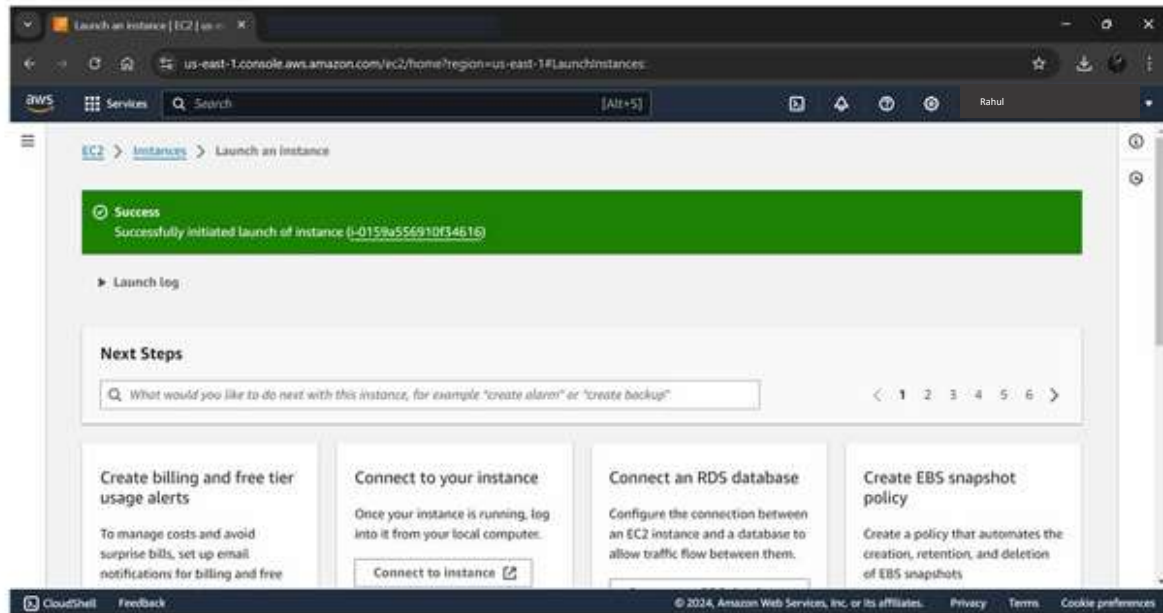 Launch an instance | EC2 | us-e
us-east-1.console.aws.amazon.com/ec2/home?region=us-east-1#LaunchInstances:
aws
Services
Search
[Alt+S]
Rahul
EC2 > Instances > Launch an instance
Success
Successfully initiated launch of instance (i-0159a556910f34616)
Launch log
Next Steps
What would you like to do next with this instance, for example "create alarm" or "create backup"
1 2 3 4 5 6
Create billing and free tier
usage alerts
To manage costs and avoid
surprise bills, set up email
notifications for billing and free
Connect to your instance
Once your instance is running, log
into it from your local computer.
Connect to instance
Connect an RDS database
Configure the connection between
an EC2 instance and a database to
allow traffic flow between them.
Create EBS snapshot
policy
Create a policy that automates the
creation, retention, and deletion
of EBS snapshots
CloudShell
Feedback
© 2024, Amazon Web Services, Inc. or its affiliates.
Privacy
Terms
Cookie preferences